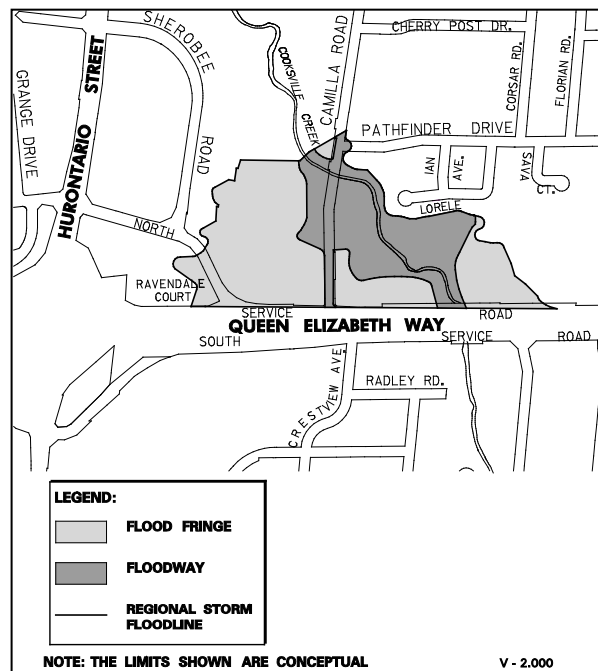 CHERRY POST DR.
SHEROBEE
ROAD
COOKSVILLE
CREEK
CAMILLA ROAD
CORSAR RD.
FLORIAN RD.
GRANGE DRIVE
HURONTARIO STREET
PATHFINDER DRIVE
IAN
AVE.
SAVA
CT.
LORELE
NORTH
RAVENDALE
COURT
SERVICE
ROAD
QUEEN ELIZABETH WAY
SOUTH
SERVICE
ROAD
CRESTVIEW AVE.
RADLEY RD.
LEGEND:
FLOOD FRINGE
FLOODWAY
REGIONAL STORM
FLOODLINE
NOTE: THE LIMITS SHOWN ARE CONCEPTUAL
V - 2.000